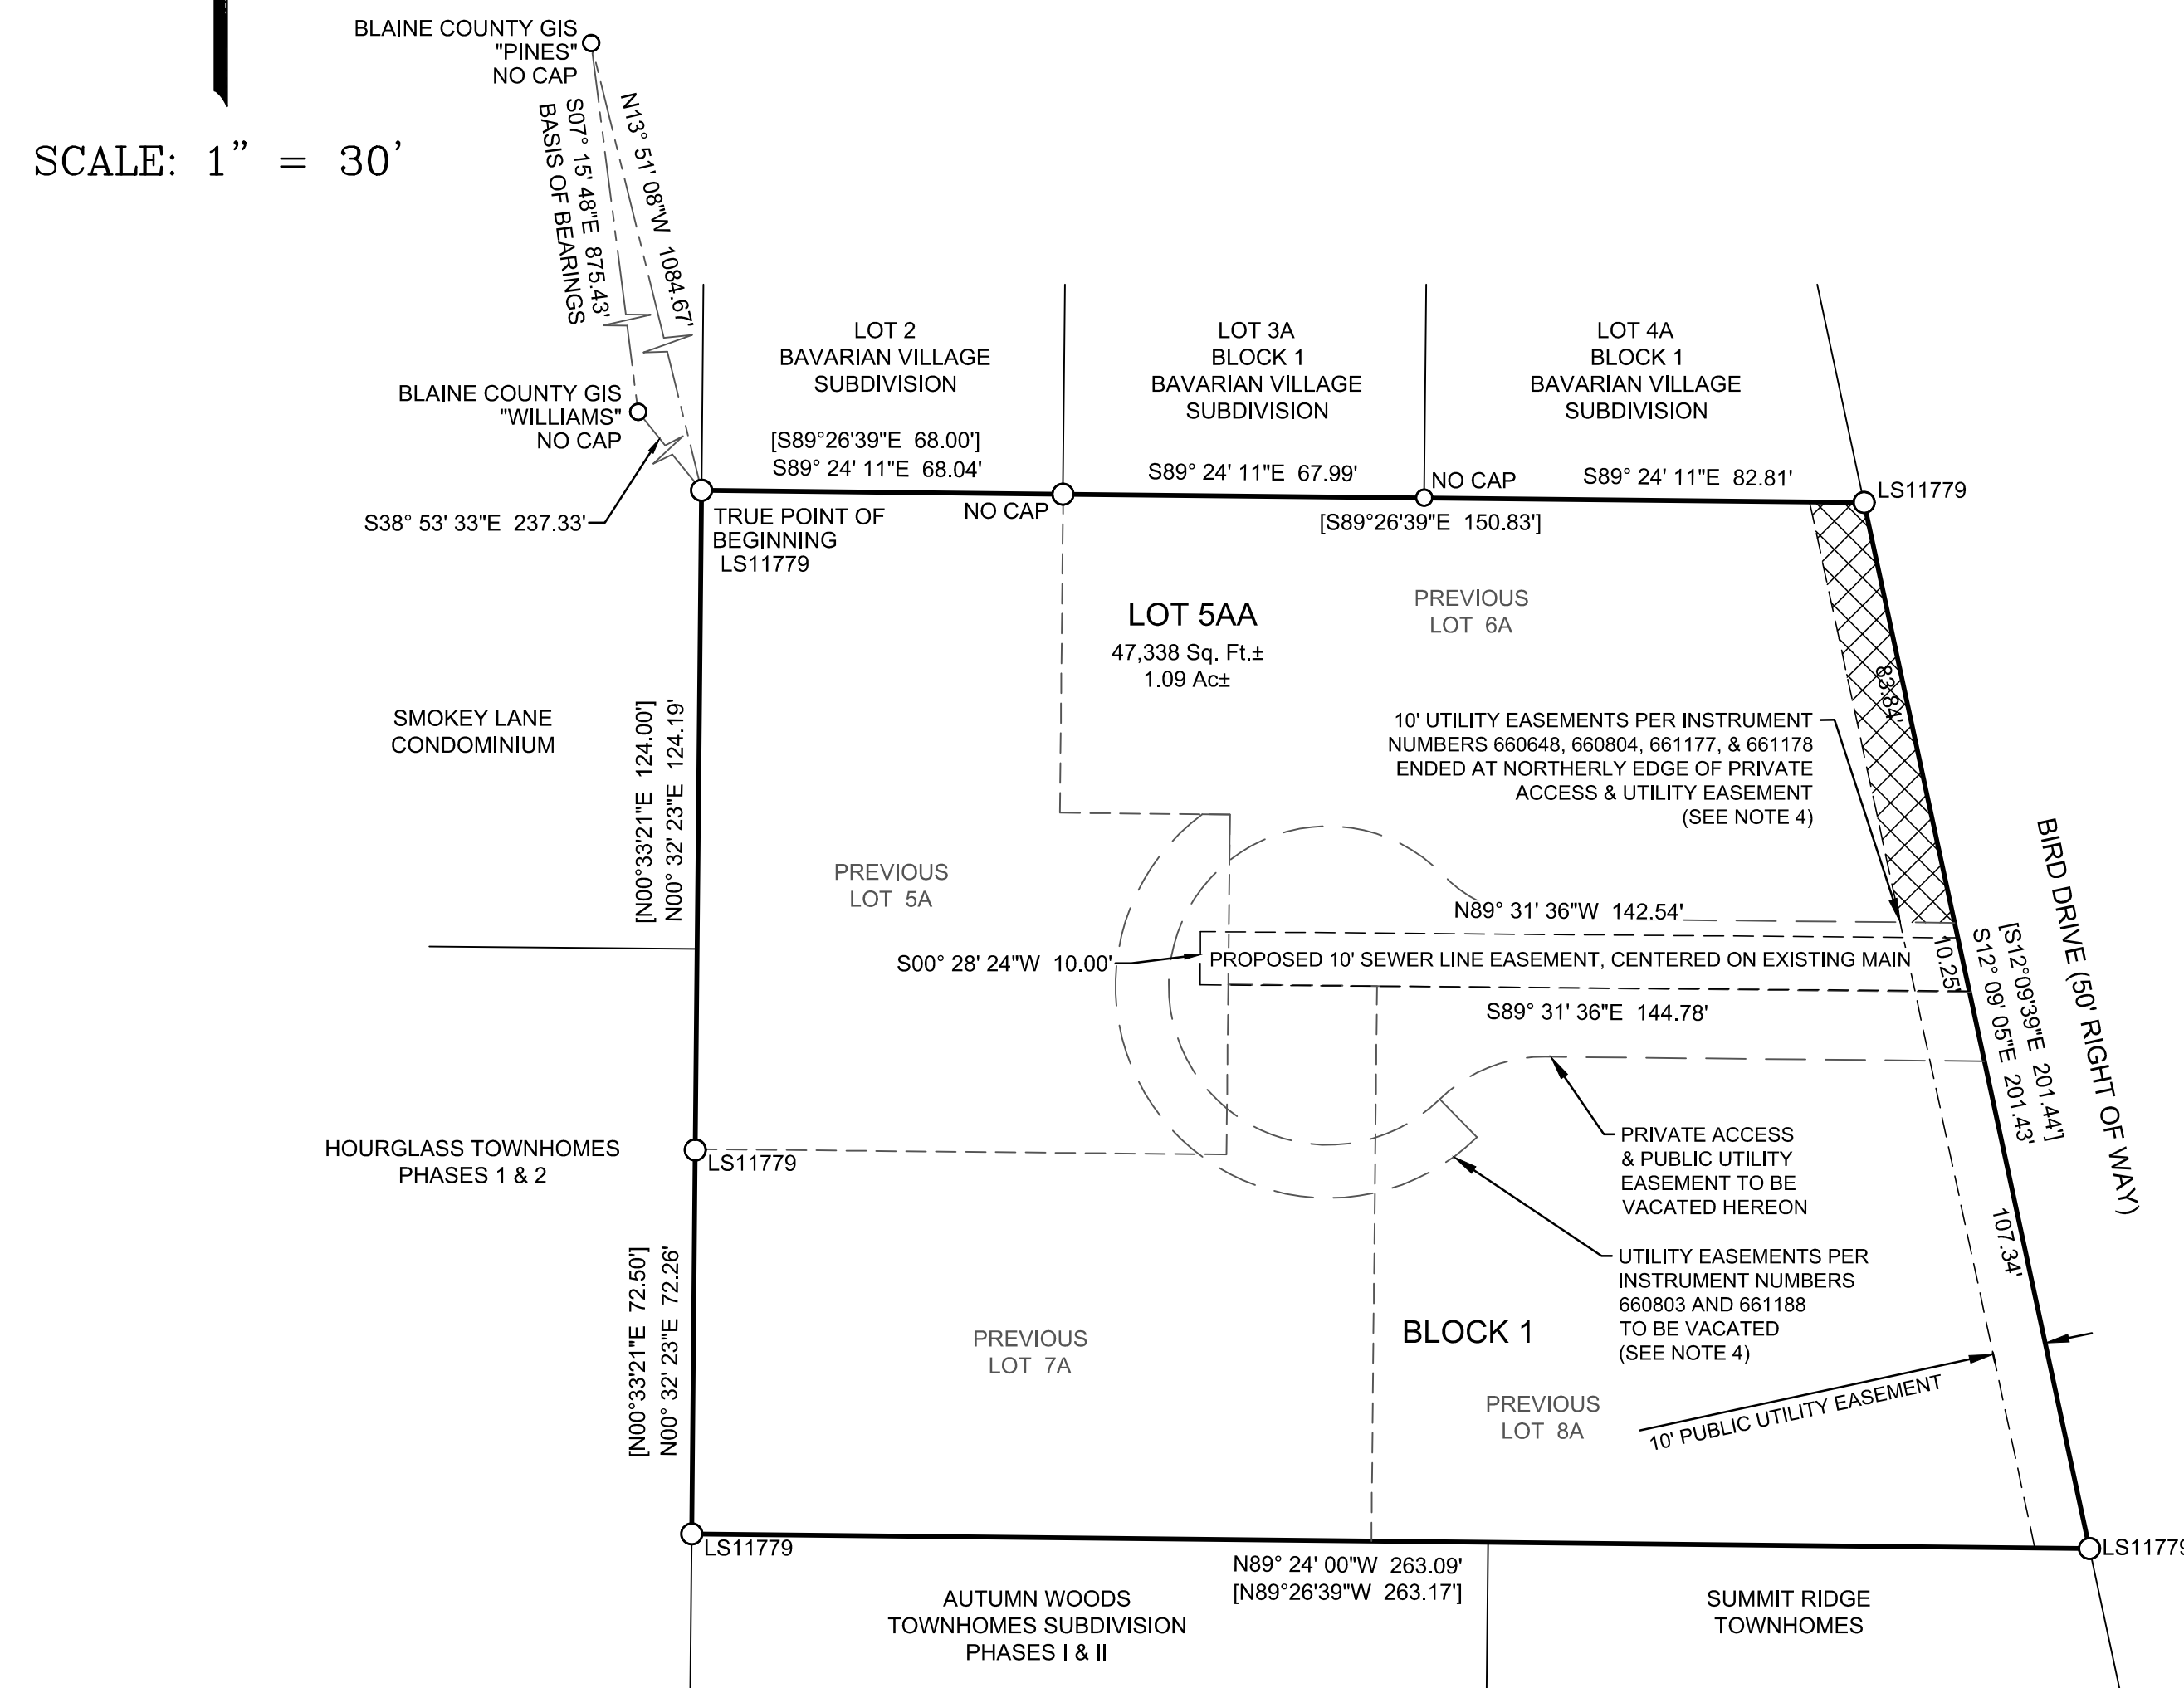 BLAINE COUNTY GIS
"PINES"
NO CAP
SCALE: 1" = 30'
S07° 15' 48"E 875.43'
BASIS OF BEARINGS
N13° 51' 08"W 1084.67'
BLAINE COUNTY GIS
"WILLIAMS"
NO CAP
S38° 53' 33"E 237.33'
LOT 2
BAVARIAN VILLAGE
SUBDIVISION
[S89°26'39"E 68.00']
S89° 24' 11"E 68.04'
LOT 3A
BLOCK 1
BAVARIAN VILLAGE
SUBDIVISION
S89° 24' 11"E 67.99'
LOT 4A
BLOCK 1
BAVARIAN VILLAGE
SUBDIVISION
S89° 24' 11"E 82.81'
NO CAP
LS11779
NO CAP
[S89°26'39"E 150.83']
TRUE POINT OF
BEGINNING
LS11779
LOT 5AA
47,338 Sq. Ft.±
1.09 Ac±
PREVIOUS
LOT 6A
83.84'
SMOKEY LANE
CONDOMINIUM
[N00°33'21"E 124.00']
N00° 32' 23"E 124.19'
10' UTILITY EASEMENTS PER INSTRUMENT
NUMBERS 660648, 660804, 661177, & 661178
ENDED AT NORTHERLY EDGE OF PRIVATE
ACCESS & UTILITY EASEMENT
(SEE NOTE 4)
PREVIOUS
LOT 5A
N89° 31' 36"W 142.54'
S00° 28' 24"W 10.00'
PROPOSED 10' SEWER LINE EASEMENT, CENTERED ON EXISTING MAIN
10.25'
S89° 31' 36"E 144.78'
[S12°09'39"E 201.44']
S12° 09' 05"E 201.43'
BIRD DRIVE (50' RIGHT OF WAY)
HOURGLASS TOWNHOMES
PHASES 1 & 2
LS11779
PRIVATE ACCESS
& PUBLIC UTILITY
EASEMENT TO BE
VACATED HEREON
107.34'
UTILITY EASEMENTS PER
INSTRUMENT NUMBERS
660803 AND 661188
TO BE VACATED
(SEE NOTE 4)
[N00°33'21"E 72.50']
N00° 32' 23"E 72.26'
PREVIOUS
LOT 7A
BLOCK 1
PREVIOUS
LOT 8A
10' PUBLIC UTILITY EASEMENT
LS11779
LS11779
N89° 24' 00"W 263.09'
[N89°26'39"W 263.17']
AUTUMN WOODS
TOWNHOMES SUBDIVISION
PHASES I & II
SUMMIT RIDGE
TOWNHOMES